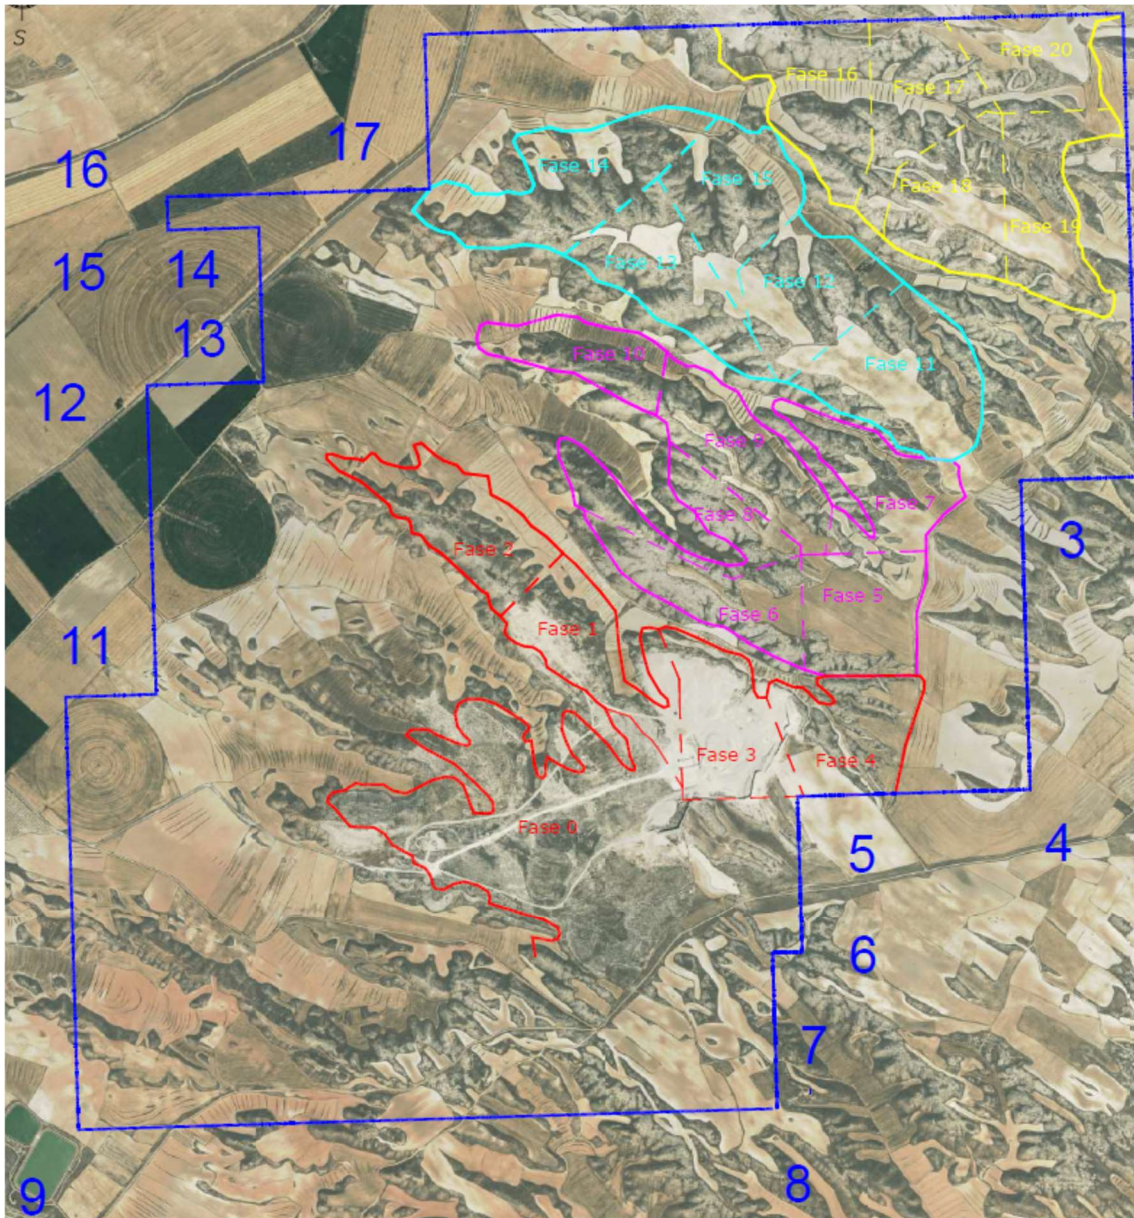 S
Fase 20
Fase 16
Fase 17
17
16
Fase 14
Fase 15
Fase 18
Fase 19
15
14
Fase 13
Fase 12
13
Fase 10
Fase 11
12
Fase 9
Fase 7
Fase 8
3
Fase 2
Fase 5
Fase 6
Fase 1
11
Fase 3
Fase 4
Fase 0
5
4
6
7
8
9